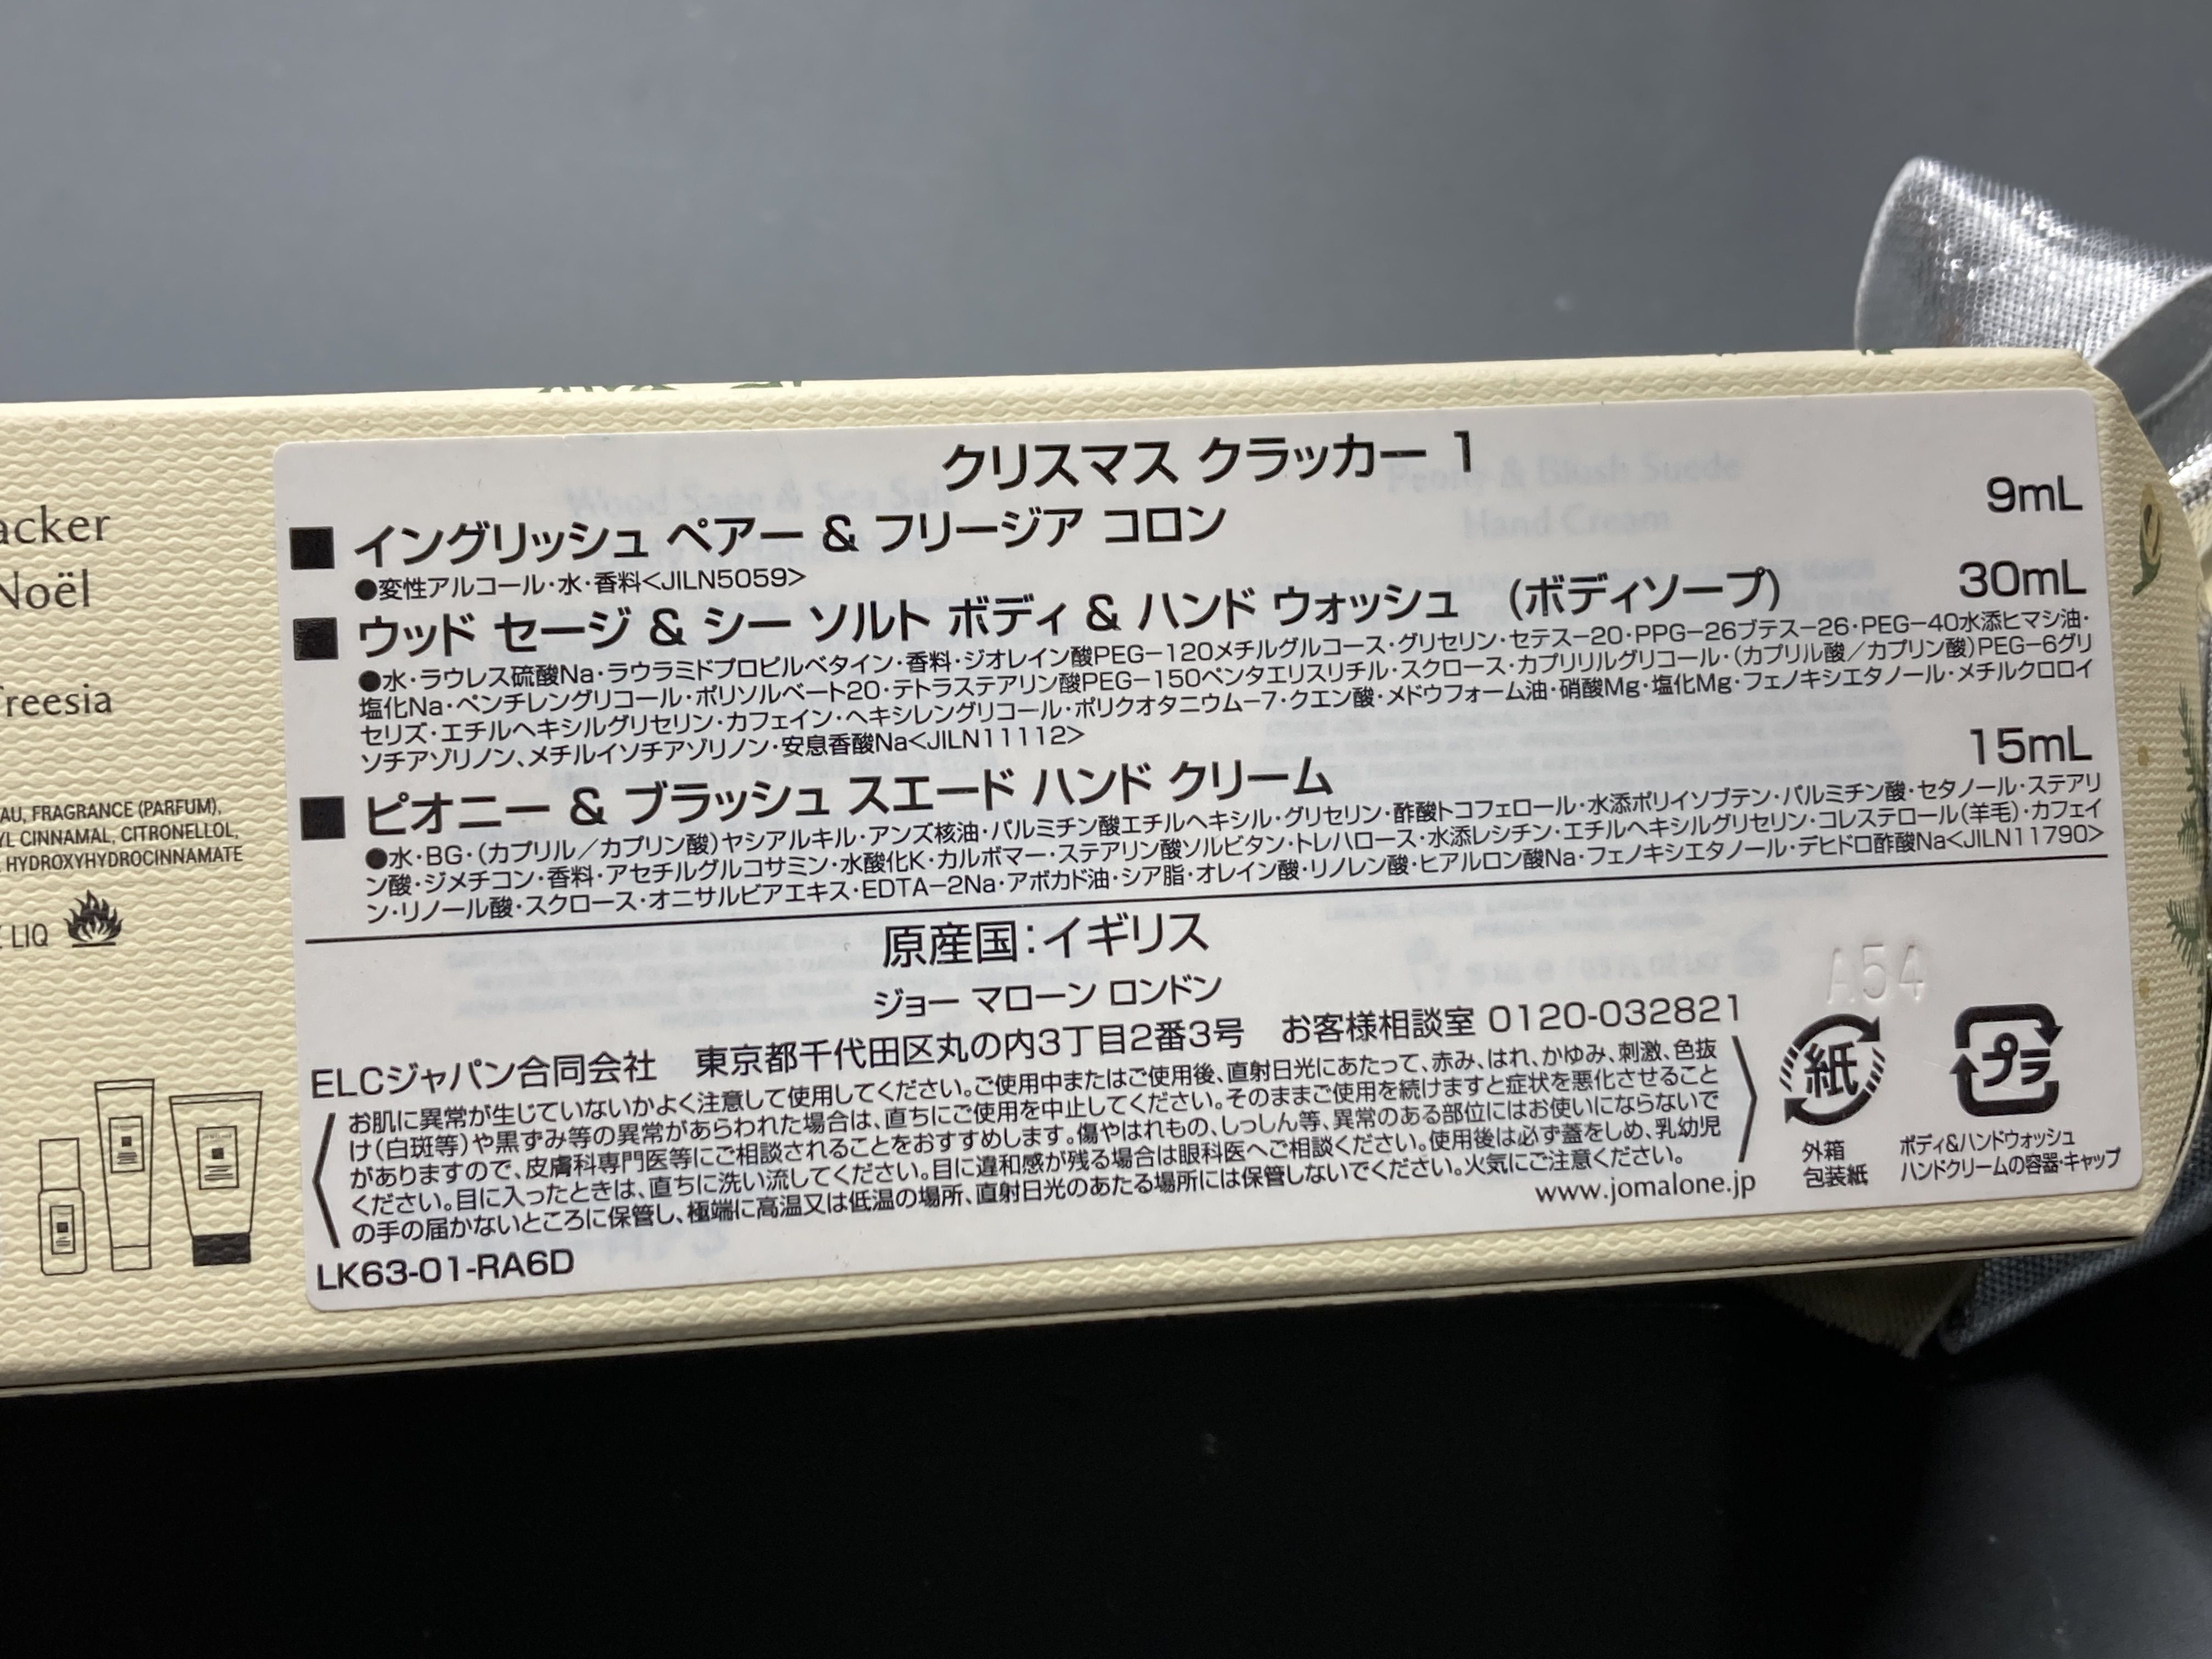 acker
Noël
reesia
AU, FRAGRANCE (PARFUM),
YL CINNAMAL, CITRONELLOL,
HYDROXYHYDROCINNAMATE
LIQ
クリスマス クラッカー 1
■ イングリッシュ ペアー & フリージア コロン 9mL
●変性アルコール・水・香料<JILN5059>
■ ウッド セージ & シー ソルト ボディ & ハンド ウォッシュ (ボディソープ) 30mL
●水・ラウレス硫酸Na・ラウラミドプロピルベタイン・香料・ジオレイン酸PEG-120メチルグルコース・グリセリン・セテス-20・PPG-26ブテス-26・PEG-40水添ヒマシ油・
塩化Na・ペンチレングリコール・ポリソルベート20・テトラステアリン酸PEG-150ペンタエリスリチル・スクロース・カプリリルグリコール・(カプリル酸/カプリン酸)PEG-6グリ
セリズ・エチルヘキシルグリセリン・カフェイン・ヘキシレングリコール・ポリクオタニウム-7・クエン酸・メドウフォーム油・硝酸Mg・塩化Mg・フェノキシエタノール・メチルクロロイ
ソチアゾリノン、メチルイソチアゾリノン・安息香酸Na<JILN11112>
■ ピオニー & ブラッシュ スエード ハンド クリーム 15mL
●水・BG・(カプリル/カプリン酸)ヤシアルキル・アンズ核油・パルミチン酸エチルヘキシル・グリセリン・酢酸トコフェロール・水添ポリイソブテン・パルミチン酸・セタノール・ステアリ
ン酸・ジメチコン・香料・アセチルグルコサミン・水酸化K・カルボマー・ステアリン酸ソルビタン・トレハロース・水添レシチン・エチルヘキシルグリセリン・コレステロール(羊毛)・カフェイ
ン・リノール酸・スクロース・オニサルビアエキス・EDTA-2Na・アボカド油・シア脂・オレイン酸・リノレン酸・ヒアルロン酸Na・フェノキシエタノール・デヒドロ酢酸Na<JILN11790>
原産国:イギリス
ジョー マローン ロンドン
ELCジャパン合同会社 東京都千代田区丸の内3丁目2番3号 お客様相談室 0120-032821
お肌に異常が生じていないかよく注意して使用してください。ご使用中またはご使用後、直射日光にあたって、赤み、はれ、かゆみ、刺激、色抜
け(白斑等)や黒ずみ等の異常があらわれた場合は、直ちにご使用を中止してください。そのままご使用を続けますと症状を悪化させること
がありますので、皮膚科専門医等にご相談されることをおすすめします。傷やはれもの、しっしん等、異常のある部位にはお使いにならないで
ください。目に入ったときは、直ちに洗い流してください。目に違和感が残る場合は眼科医へご相談ください。使用後は必ず蓋をしめ、乳幼児
の手の届かないところに保管し、極端に高温又は低温の場所、直射日光のあたる場所には保管しないでください。火気にご注意ください。
www.jomalone.jp
LK63-01-RA6D
A54
紙
外箱
包装紙
プラ
ボディ&ハンドウォッシュ
ハンドクリームの容器・キャップ